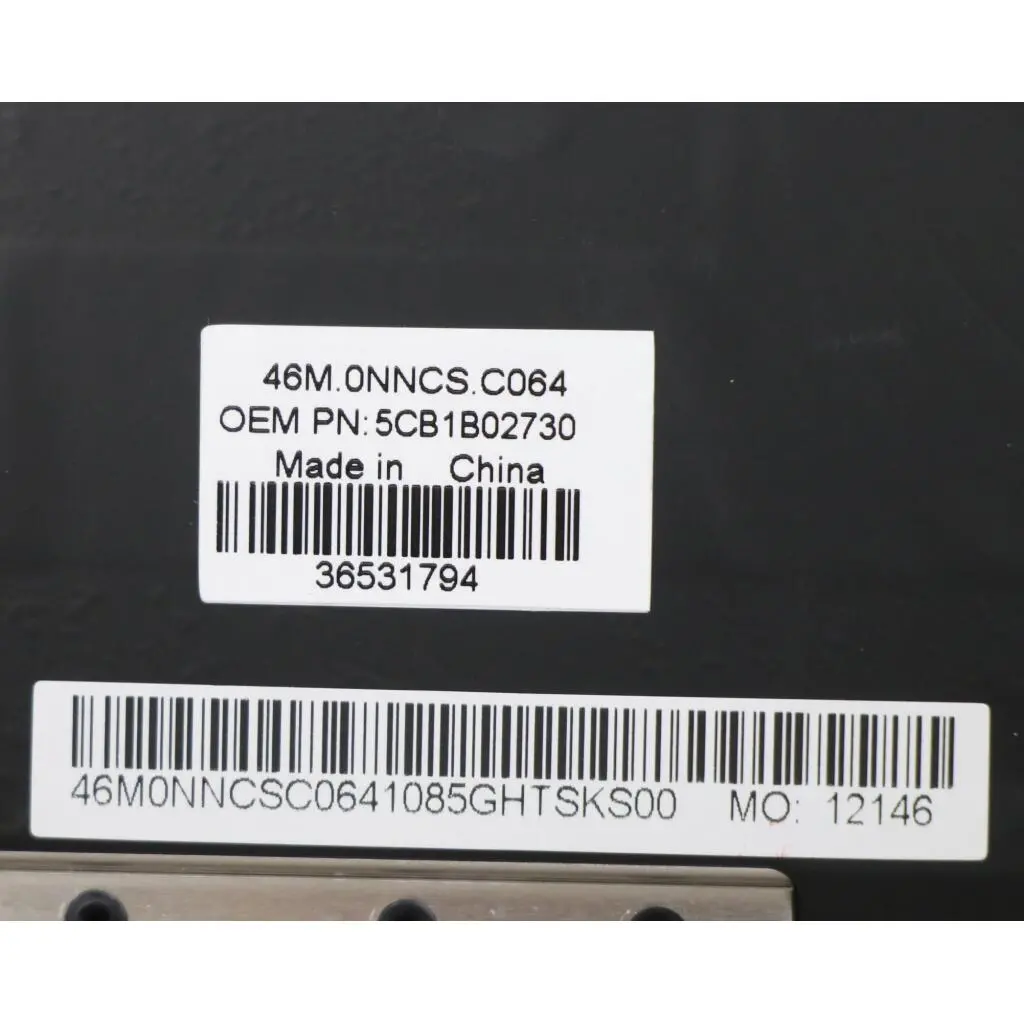 46M.0NNCS.C064
OEM PN:5CB1B02730
Made in China
36531794
46M0NNCSC0641085GHTSKS00 MO: 12146